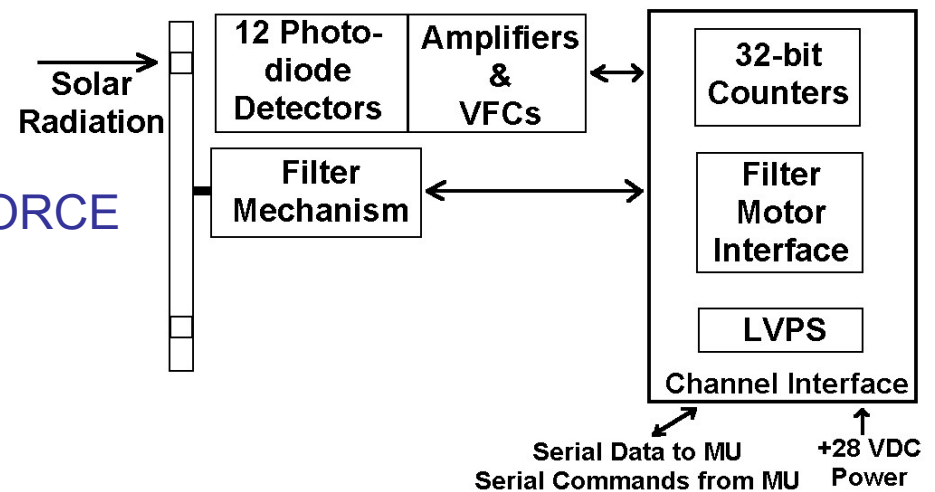 Solar
Radiation
12 Photo-
diode
Detectors
Amplifiers
&
VFCs
Filter
Mechanism
ORCE
32-bit
Counters
Filter
Motor
Interface
LVPS
Channel Interface
Serial Data to MU
Serial Commands from MU
+28 VDC
Power